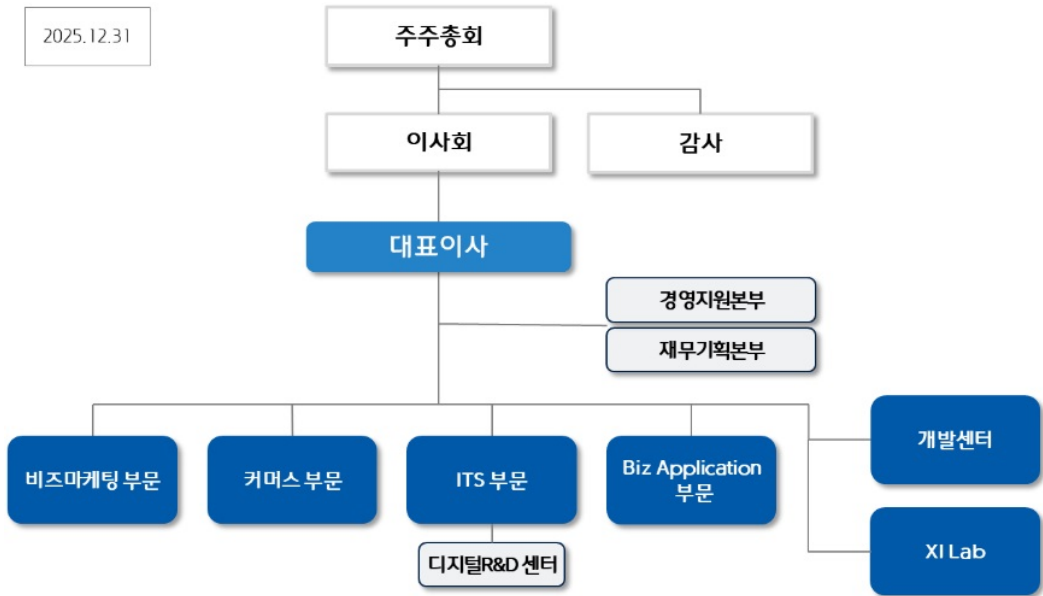 2025.12.31
주주총회
이사회
감사
대표이사
경영지원본부
재무기획본부
비즈마케팅 부문
커머스 부문
ITS 부문
Biz Application
부문
개발센터
XI Lab
디지털R&D 센터